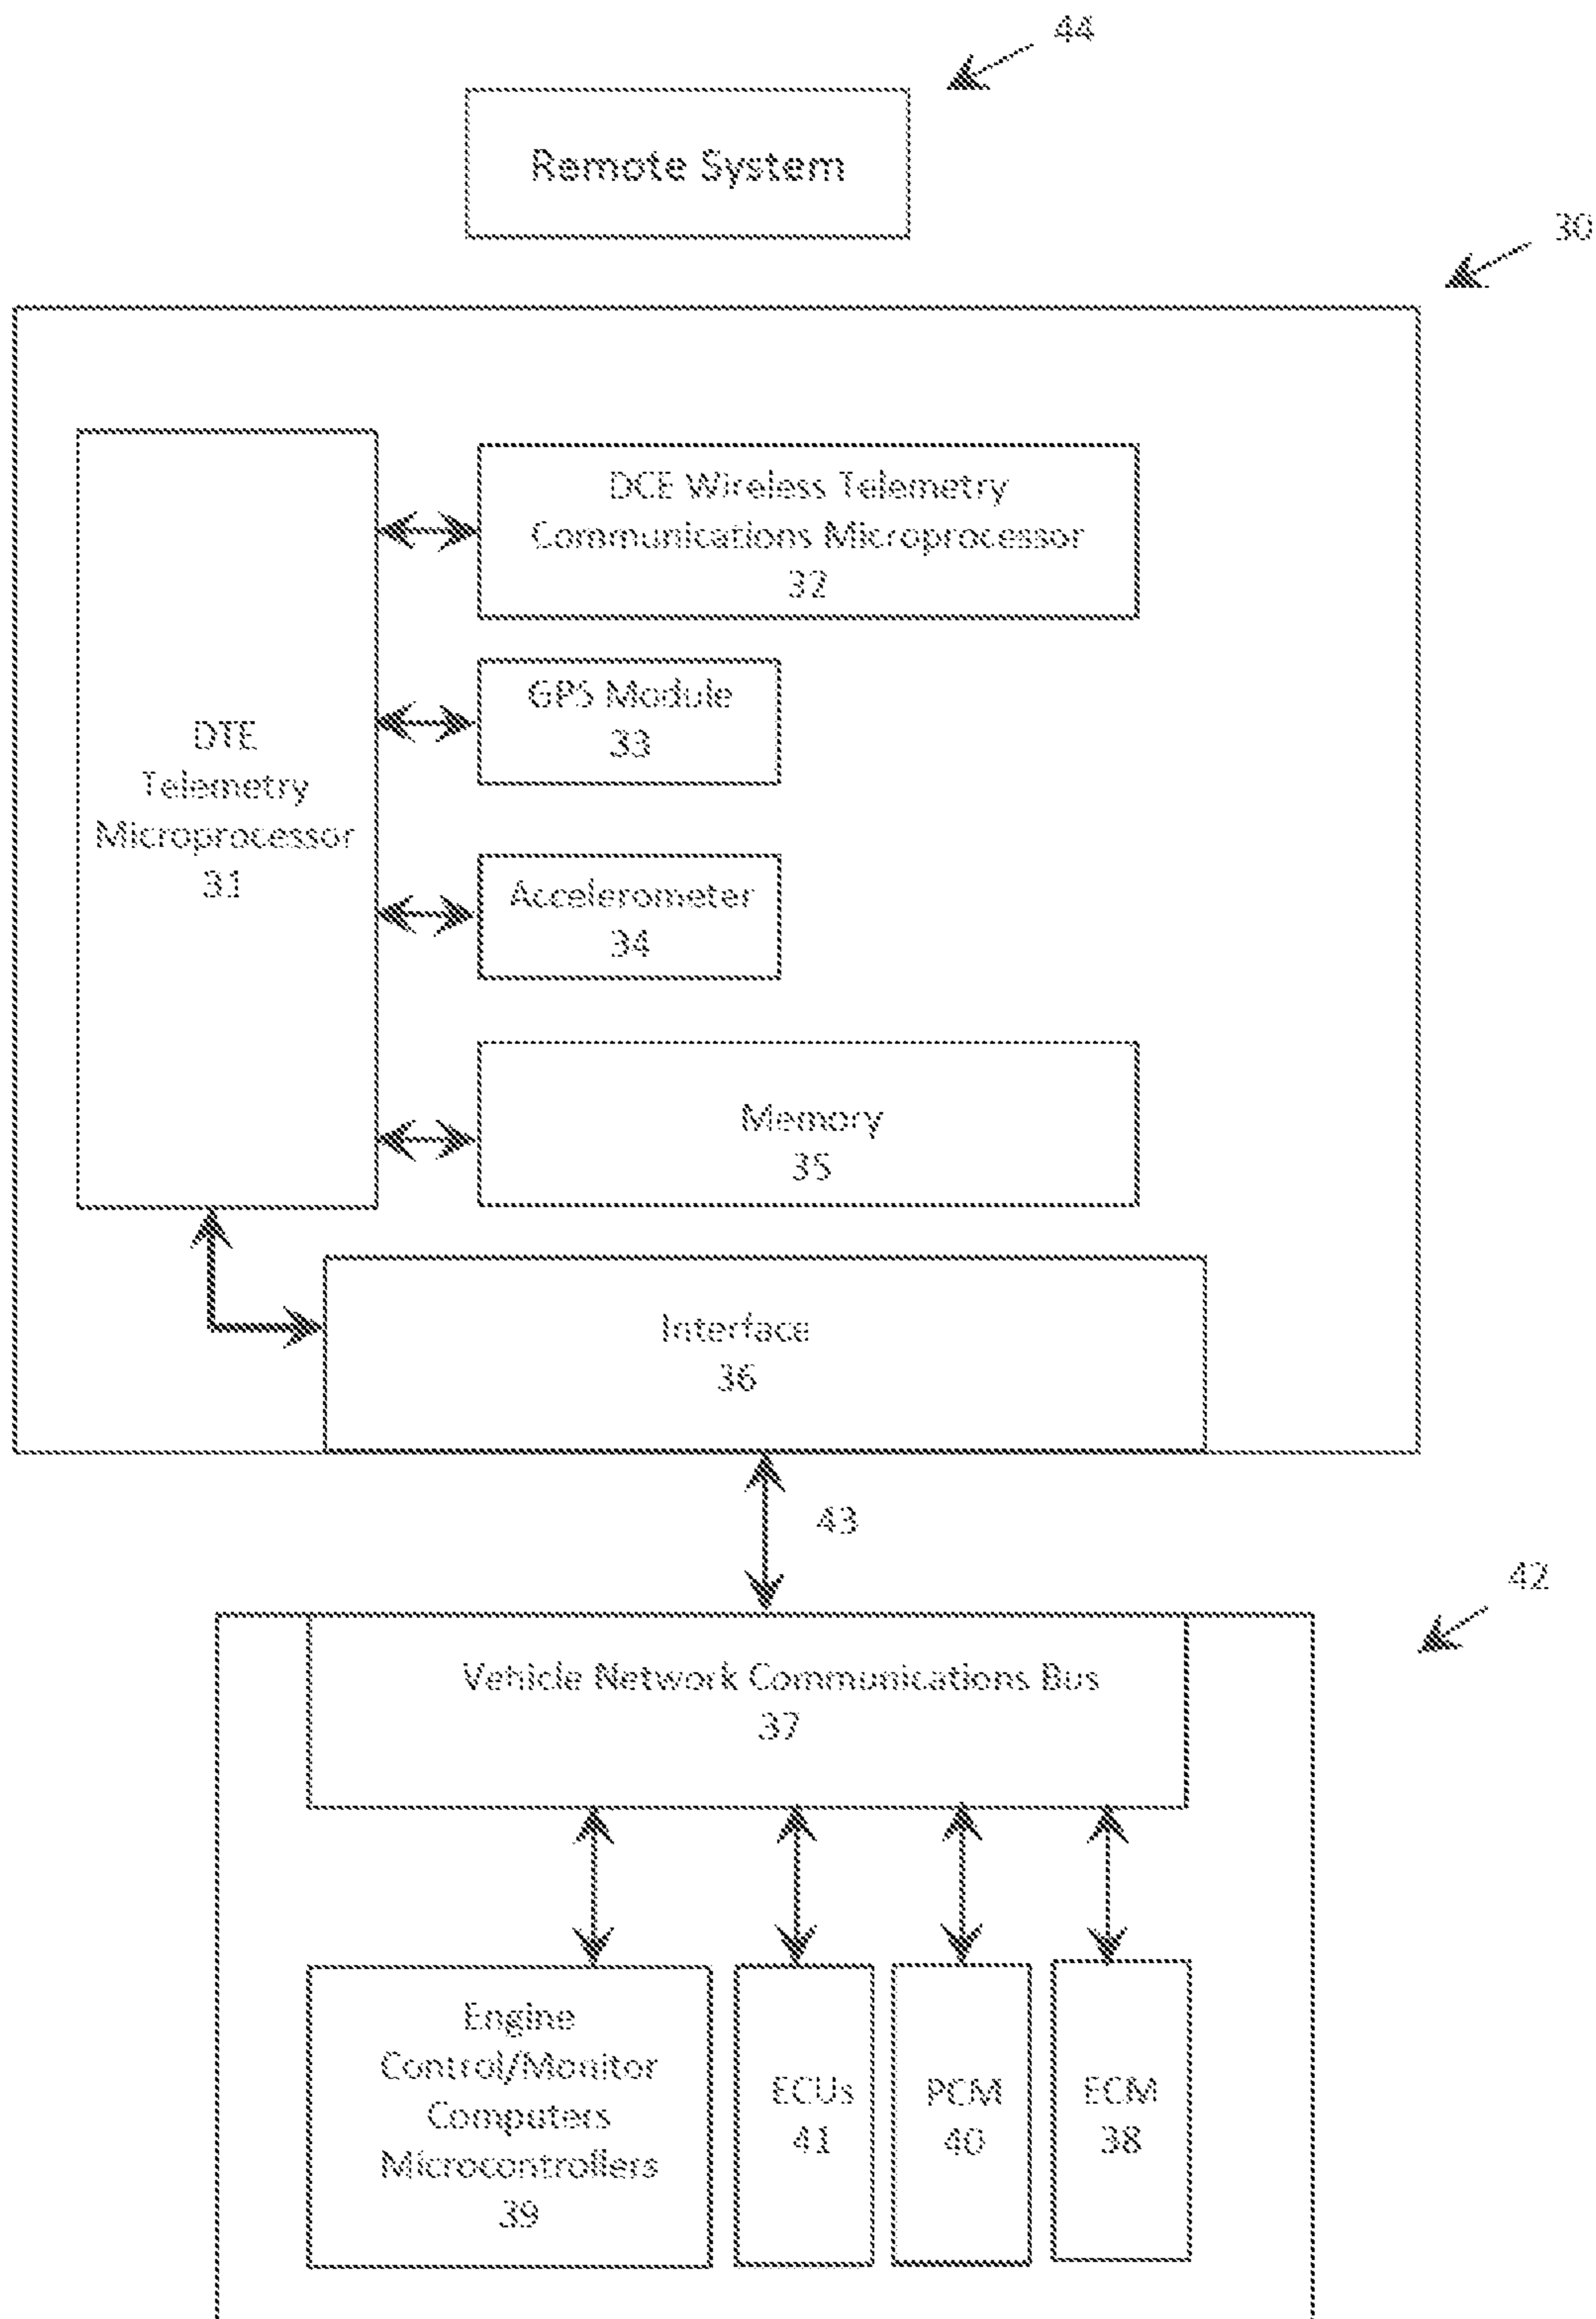 44
Remote System
30
DCE Wireless Telemetry
Communications Microprocessor
32
GPS Module
33
DTE
Telemetry
Microprocessor
31
Accelerometer
34
Memory
35
Interface
36
43
42
Vehicle Network Communications Bus
37
Engine
Control/Monitor
Computers
Microcontrollers
39
ECUs
41
PCM
40
ECM
38